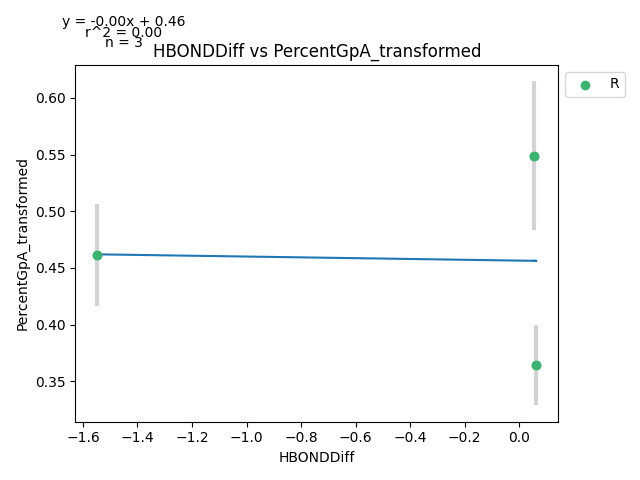 y = -0.00x + 0.46
r^2 = 0.00
n = 3
HBONDDiff vs PercentGpA_transformed
R
PercentGpA_transformed
0.60
0.55
0.50
0.45
0.40
0.35
−1.6 −1.4 −1.2 −1.0 −0.8 −0.6 −0.4 −0.2 0.0
HBONDDiff